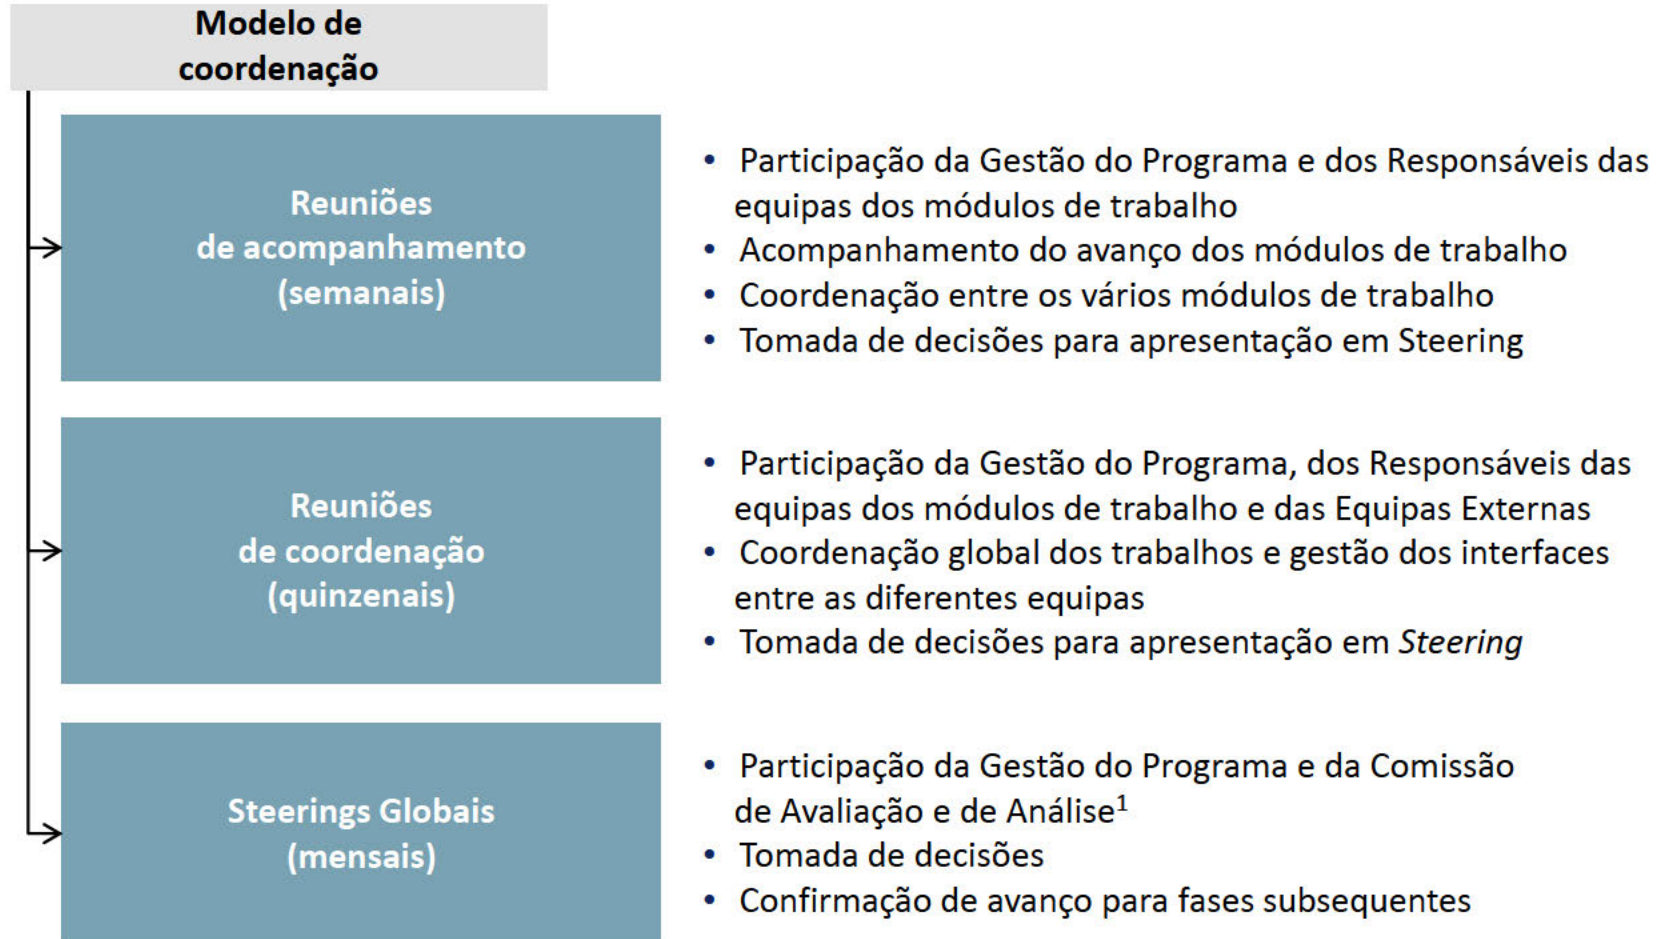 Modelo de
coordenação
Reuniões
de acompanhamento
(semanais)
• Participação da Gestão do Programa e dos Responsáveis das
equipas dos módulos de trabalho
• Acompanhamento do avanço dos módulos de trabalho
• Coordenação entre os vários módulos de trabalho
• Tomada de decisões para apresentação em Steering
Reuniões
de coordenação
(quinzenais)
• Participação da Gestão do Programa, dos Responsáveis das
equipas dos módulos de trabalho e das Equipas Externas
• Coordenação global dos trabalhos e gestão dos interfaces
entre as diferentes equipas
• Tomada de decisões para apresentação em Steering
Steerings Globais
(mensais)
• Participação da Gestão do Programa e da Comissão
de Avaliação e de Análise¹
• Tomada de decisões
• Confirmação de avanço para fases subsequentes